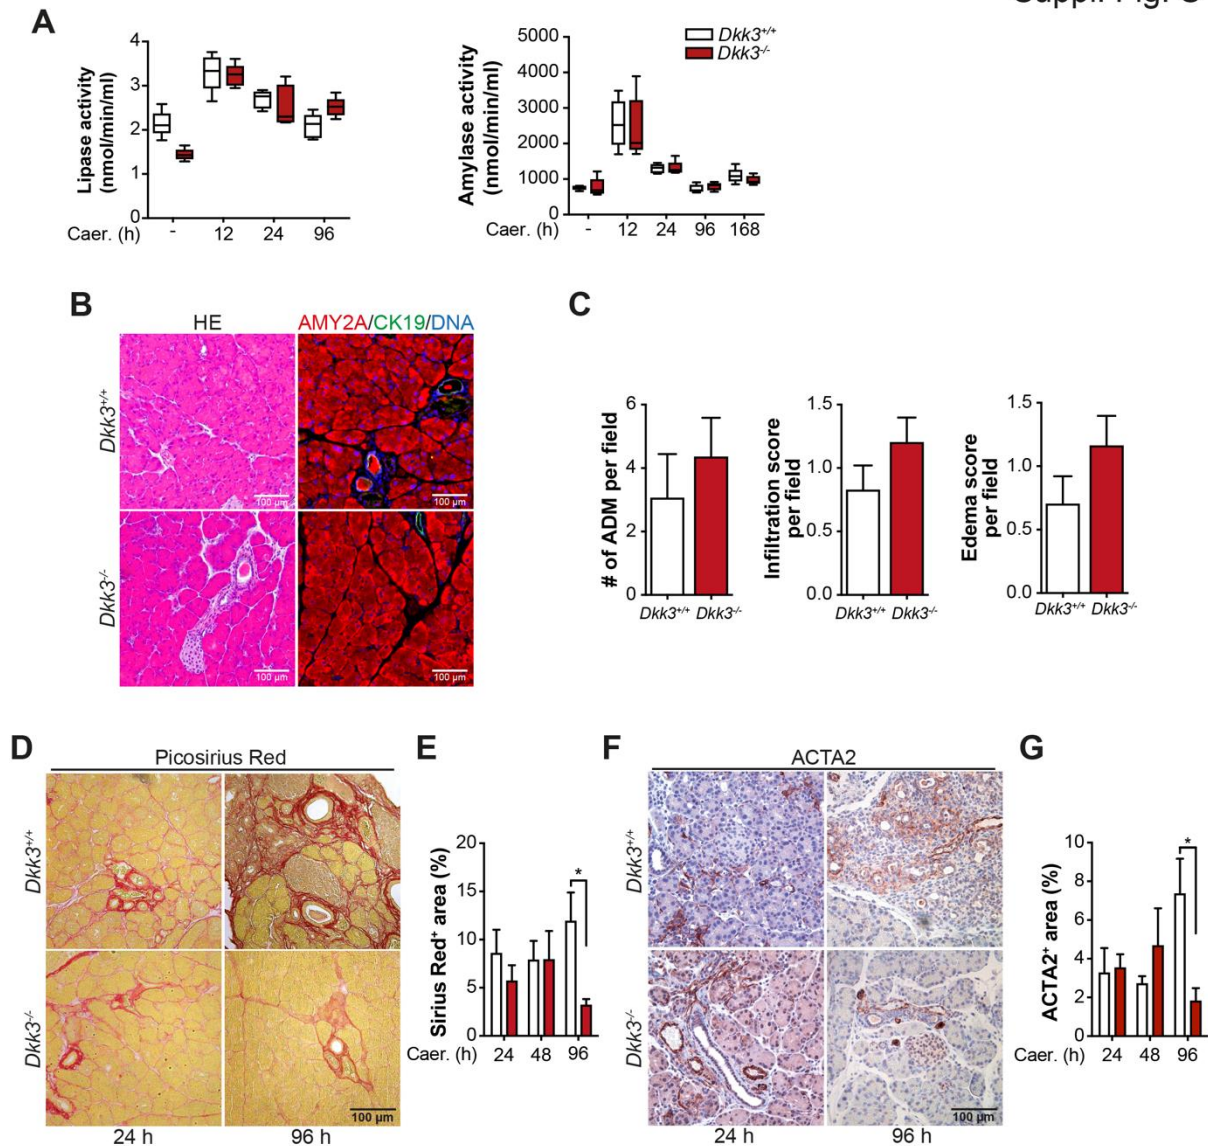 A
Lipase activity
(nmol/min/ml)
4
3
2
1
0
Caer. (h)
- 12 24 96
Amylase activity
(nmol/min/ml)
5000
4000
3000
2000
1000
0
Caer. (h)
- 12 24 96 168
Dkk3+/+
Dkk3-/-
B
HE
AMY2A/CK19/DNA
Dkk3+/+
100 µm
100 µm
Dkk3-/-
100 µm
100 µm
C
# of ADM per field
6
4
2
0
Dkk3+/+ Dkk3-/-
Infiltration score
per field
1.5
1.0
0.5
0.0
Dkk3+/+ Dkk3-/-
Edema score
per field
1.5
1.0
0.5
0.0
Dkk3+/+ Dkk3-/-
D
Picosirius Red
Dkk3+/+
Dkk3-/-
100 µm
24 h
96 h
E
Sirius Red+ area (%)
20
15
10
5
0
*
Caer. (h)
24 48 96
F
ACTA2
Dkk3+/+
Dkk3-/-
100 µm
24 h
96 h
G
ACTA2+ area (%)
10
8
6
4
2
0
*
Caer. (h)
24 48 96